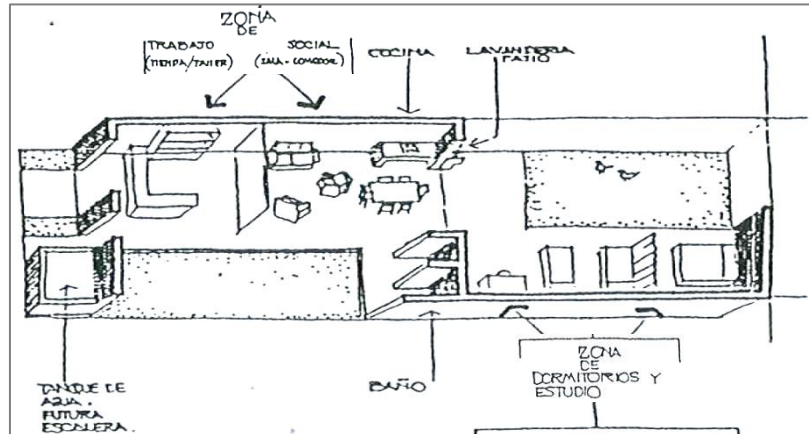 ZONA
DE
TRABAJO
(TIENDA/TALLER)
SOCIAL
(SALA - COMEDOR)
COCINA
LAVANDERIA
PATIO
TANQUE DE
AGUA.
FUTURA
ESCALERA.
BAÑO
ZONA
DE
DORMITORIOS Y
ESTUDIO